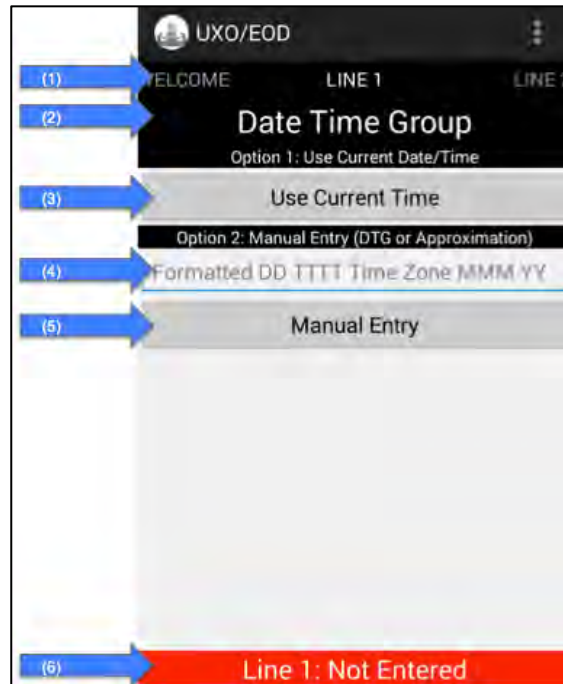 UXO/EOD
(1)
ELCOME LINE 1 LINE
(2)
Date Time Group
Option 1: Use Current Date/Time
(3)
Use Current Time
Option 2: Manual Entry (DTG or Approximation)
(4)
Formatted DD TTTT Time Zone MMM YY
(5)
Manual Entry
(6)
Line 1: Not Entered